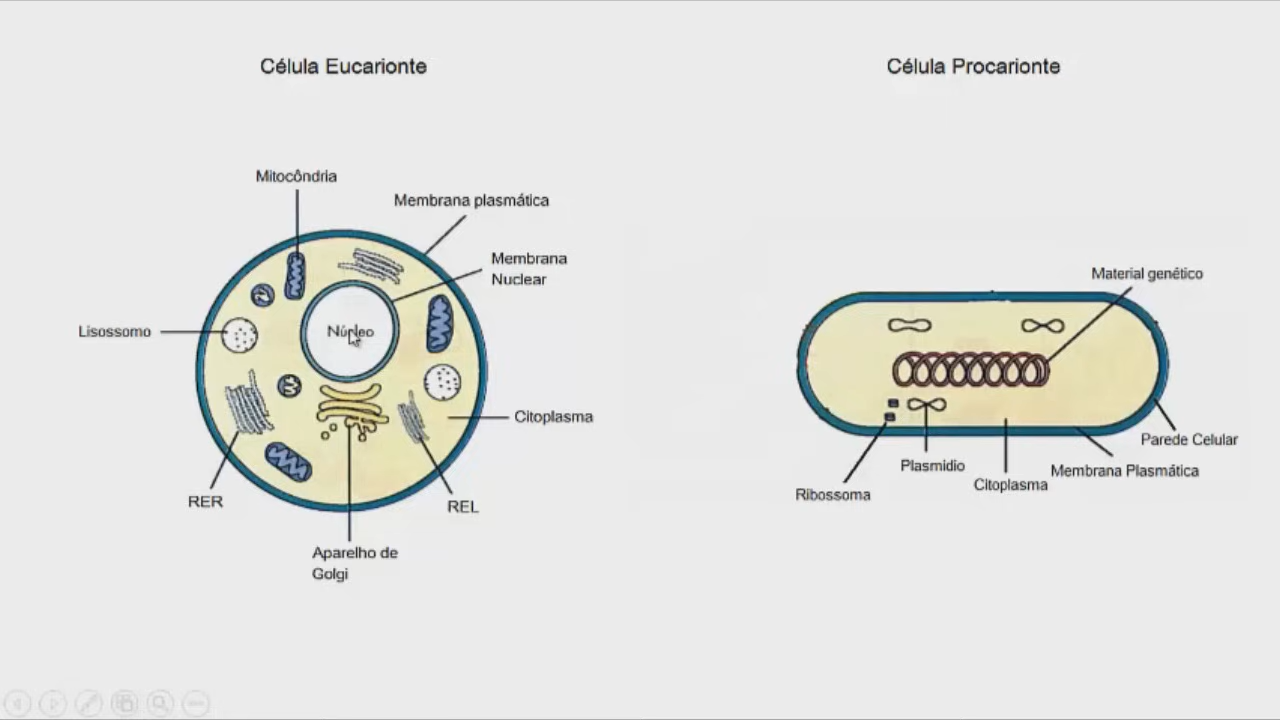 Célula Eucarionte
Célula Procarionte
Mitocôndria
Membrana plasmática
Membrana
Nuclear
Núcleo
Lisossomo
Citoplasma
RER
REL
Aparelho de
Golgi
Material genético
Parede Celular
Membrana Plasmática
Plasmidio
Citoplasma
Ribossoma